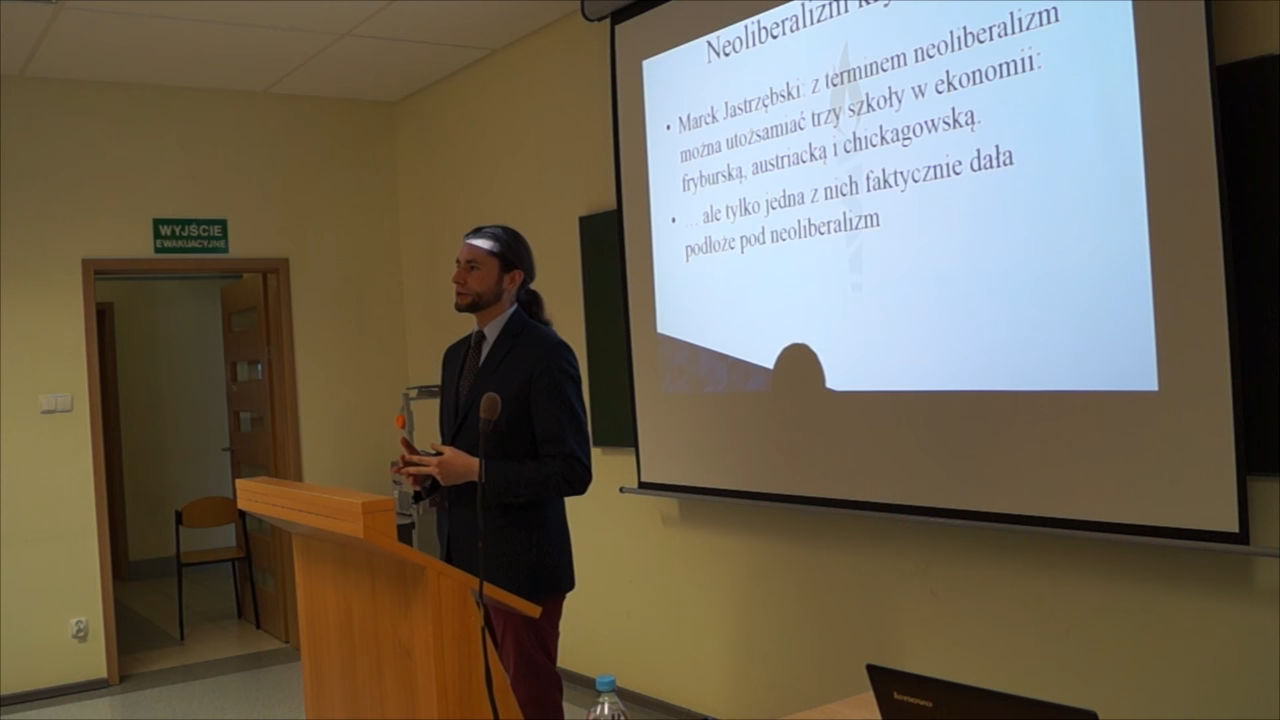 Neoliberalizm
• Marek Jastrzębski: z terminem neoliberalizm
można utożsamiać trzy szkoły w ekonomii:
fryburską, austriacką i chickagowską.
• … ale tylko jedna z nich faktycznie dała
podłoże pod neoliberalizm
WYJŚCIE
EWAKUACYJNE
lenovo